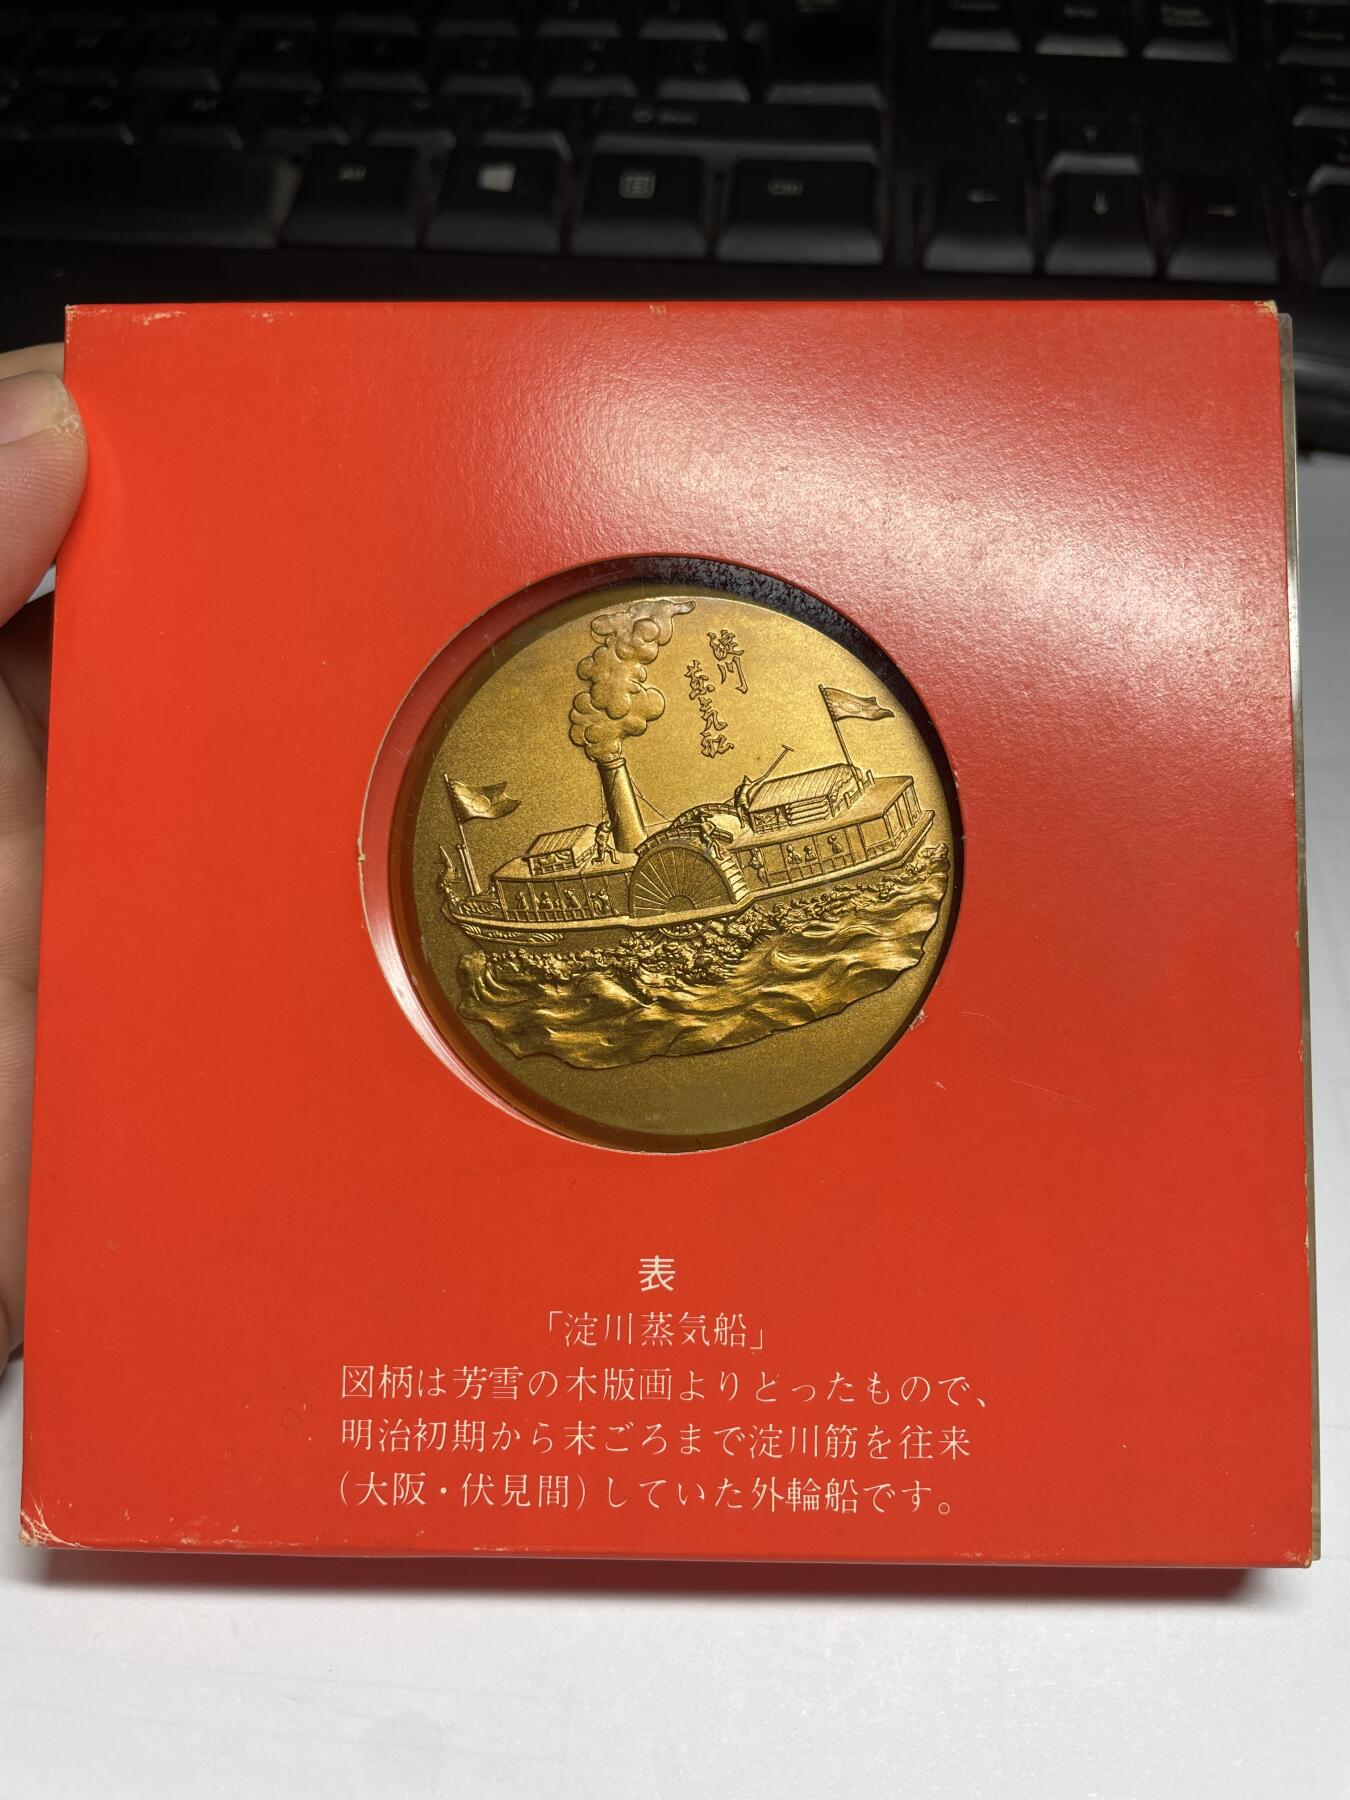 Alt
Ctrl
淀川
蒸気船
表
「淀川蒸気船」
図柄は芳雪の木版画よりとったもので、
明治初期から末ごろまで淀川筋を往来
(大阪・伏見間)していた外輪船です。